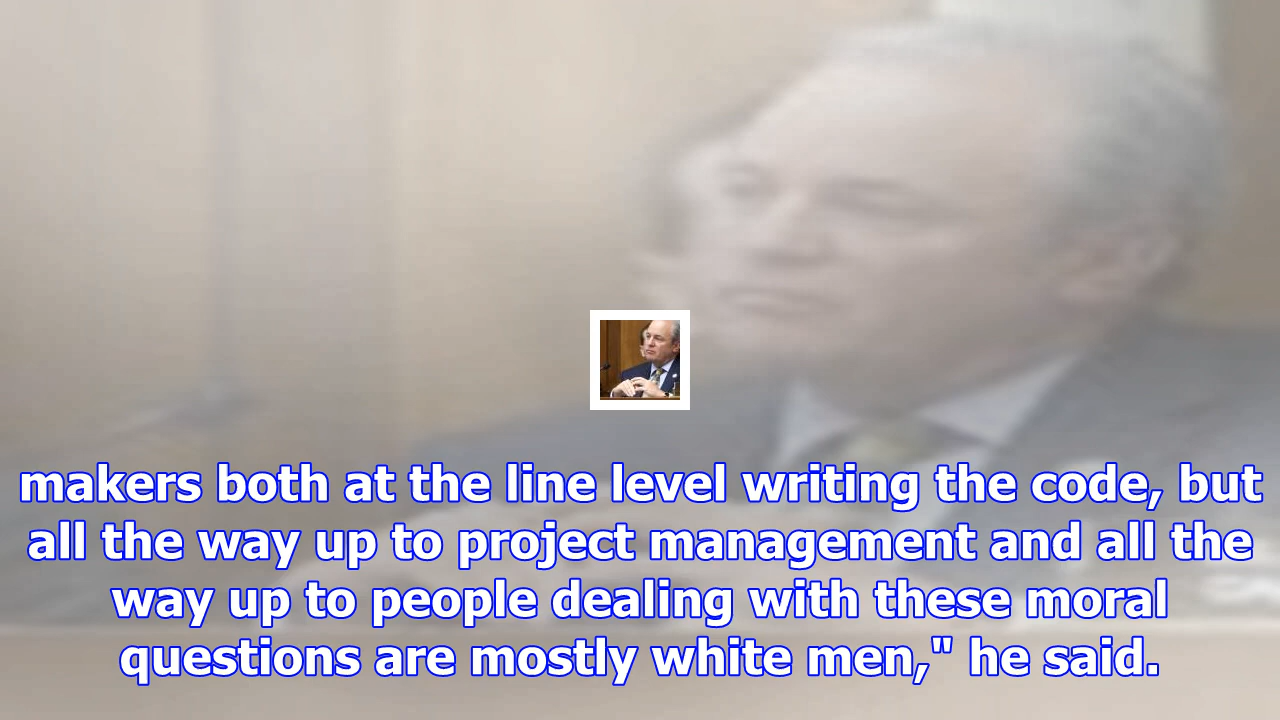 makers both at the line level writing the code, but
all the way up to project management and all the
way up to people dealing with these moral
questions are mostly white men," he said.